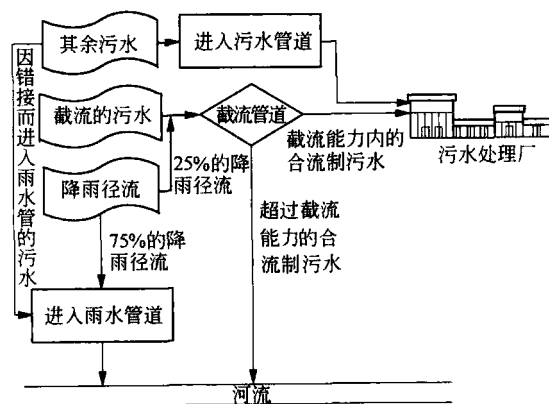 其余污水
进入污水管道
因错接而进入雨水管的污水
截流的污水
截流管道
截流能力内的
合流制污水
污水处理厂
25%的降
雨径流
降雨径流
75%的降
雨径流
超过截流
能力的合
流制污水
进入雨水管道
河流